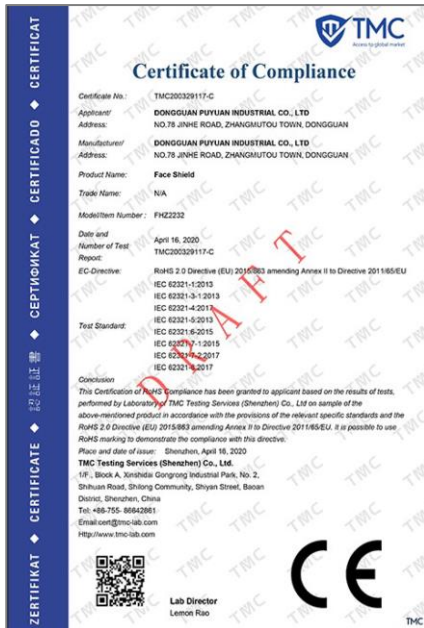 TMC
Access to global market
Certificate of Compliance
Certificate No.: TMC200329117-C
Applicant/ DONGGUAN PUYUAN INDUSTRIAL CO., LTD
Address: NO.78 JINHE ROAD, ZHANGMUTOU TOWN, DONGGUAN
Manufacturer/ DONGGUAN PUYUAN INDUSTRIAL CO., LTD
Address: NO.78 JINHE ROAD, ZHANGMUTOU TOWN, DONGGUAN
Product Name: Face Shield
Trade Name: N/A
Model/Item Number : FHZ2232
Date and
Number of Test
Report:
April 16, 2020
TMC200329117-C
EC-Directive: RoHS 2.0 Directive (EU) 2015/863 amending Annex II to Directive 2011/65/EU
Test Standard:
IEC 62321-1:2013
IEC 62321-3-1:2013
IEC 62321-4:2017
IEC 62321-5:2013
IEC 62321:6-2015
IEC 62321-7-1:2015
IEC 62321-7-2:2017
IEC 62321-8:2017
DRAFT
Conclusion
This Certification of RoHS Compliance has been granted to applicant based on the results of tests,
performed by Laboratory of TMC Testing Services (Shenzhen) Co., Ltd on sample of the
above-mentioned product in accordance with the provisions of the relevant specific standards and the
RoHS 2.0 Directive (EU) 2015/863 amending Annex II to Directive 2011/65/EU. It is possible to use
RoHS marking to demonstrate the compliance with this directive.
Place and date of issue: Shenzhen, April 16, 2020
TMC Testing Services (Shenzhen) Co., Ltd.
1/F., Block A, Xinshidai Gongrong Industrial Park, No. 2,
Shihuan Road, Shilong Community, Shiyan Street, Baoan
District, Shenzhen, China
Tel: +86-755- 86642861
Email:cert@tmc-lab.com
Http://www.tmc-lab.com
Lab Director
Lemon Rao
CE
TMC
ZERTIFIKAT ◆ CERTIFICATE ◆ 認証証書 ◆ СЕРТИФИКАТ ◆ CERTIFICADO ◆ CERTIFICAT